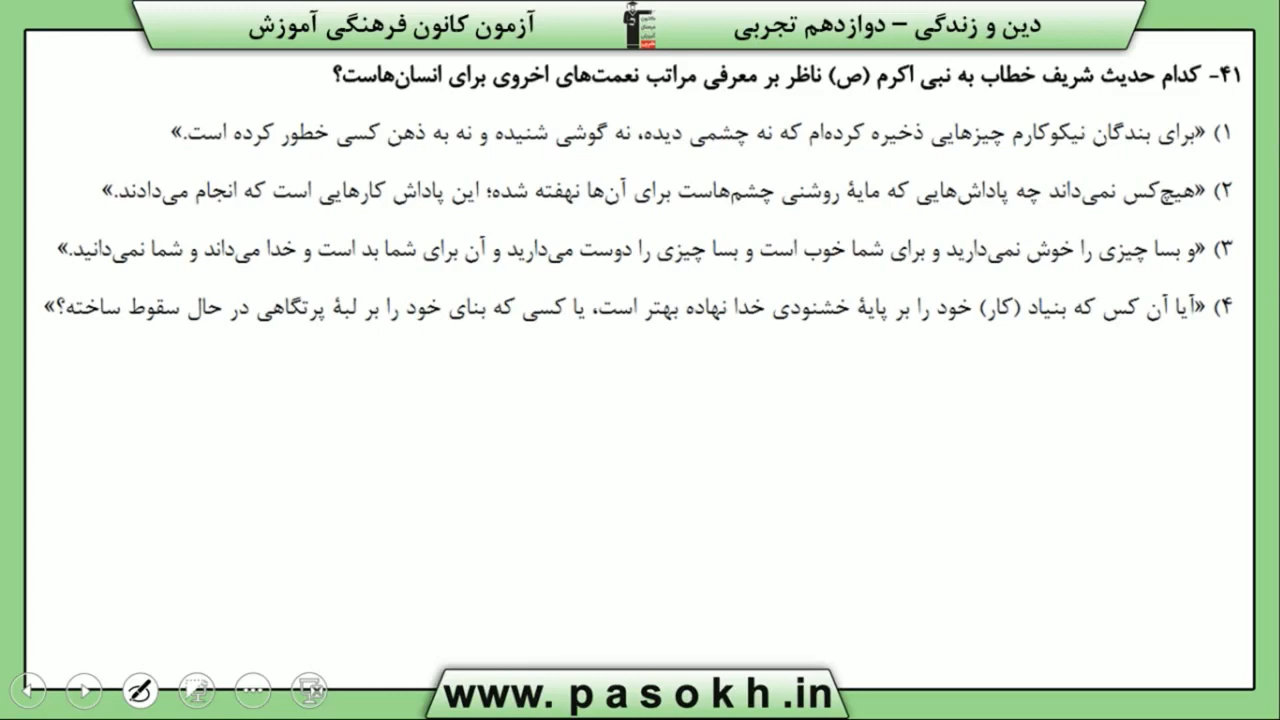 دین و زندگی – دوازدهم تجربی
آزمون کانون فرهنگی آموزش
۴۱- کدام حدیث شریف خطاب به نبی اکرم (ص) ناظر بر معرفی مراتب نعمت‌های اخروی برای انسان‌هاست؟
۱) «برای بندگان نیکوکارم چیزهایی ذخیره کرده‌ام که نه چشمی دیده، نه گوشی شنیده و نه به ذهن کسی خطور کرده است.»
۲) «هیچ‌کس نمی‌داند چه پاداش‌هایی که مایۀ روشنی چشم‌هاست برای آن‌ها نهفته شده؛ این پاداش کارهایی است که انجام می‌دادند.»
۳) «و بسا چیزی را خوش نمی‌دارید و برای شما خوب است و بسا چیزی را دوست می‌دارید و آن برای شما بد است و خدا می‌داند و شما نمی‌دانید.»
۴) «آیا آن کس که بنیاد (کار) خود را بر پایۀ خشنودی خدا نهاده بهتر است، یا کسی که بنای خود را بر لبۀ پرتگاهی در حال سقوط ساخته؟»
www. p a s o k h .in